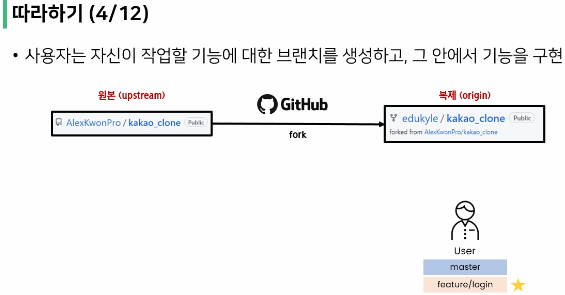 따라하기 (4/12)
• 사용자는 자신이 작업할 기능에 대한 브랜치를 생성하고, 그 안에서 기능을 구현
원본 (upstream)
복제 (origin)
GitHub
AlexKwonPro / kakao_clone Public
fork
edukyle / kakao_clone Public
forked from AlexKwonPro/kakao_clone
User
master
feature/login